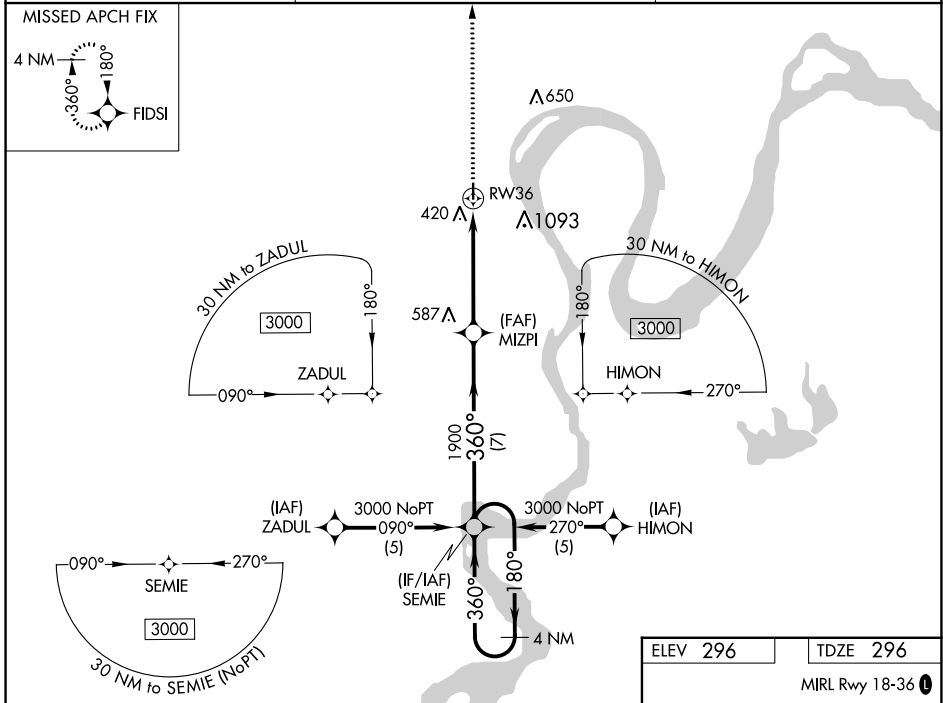 MISSED APCH FIX
4 NM
180°
360°
FIDSI
650
RW36
420
1093
30 NM to ZADUL
180°
3000
ZADUL
090°
587
(FAF)
MIZPI
30 NM to HIMON
180°
3000
HIMON
270°
1900
360°
(7)
(IAF)
ZADUL
3000 NoPT
090°
(5)
3000 NoPT
270°
(5)
(IAF)
HIMON
(IF/IAF)
SEMIE
360°
180°
4 NM
090°
270°
SEMIE
3000
30 NM to SEMIE (NoPT)
ELEV 296
TDZE 296
MIRL Rwy 18-36 L